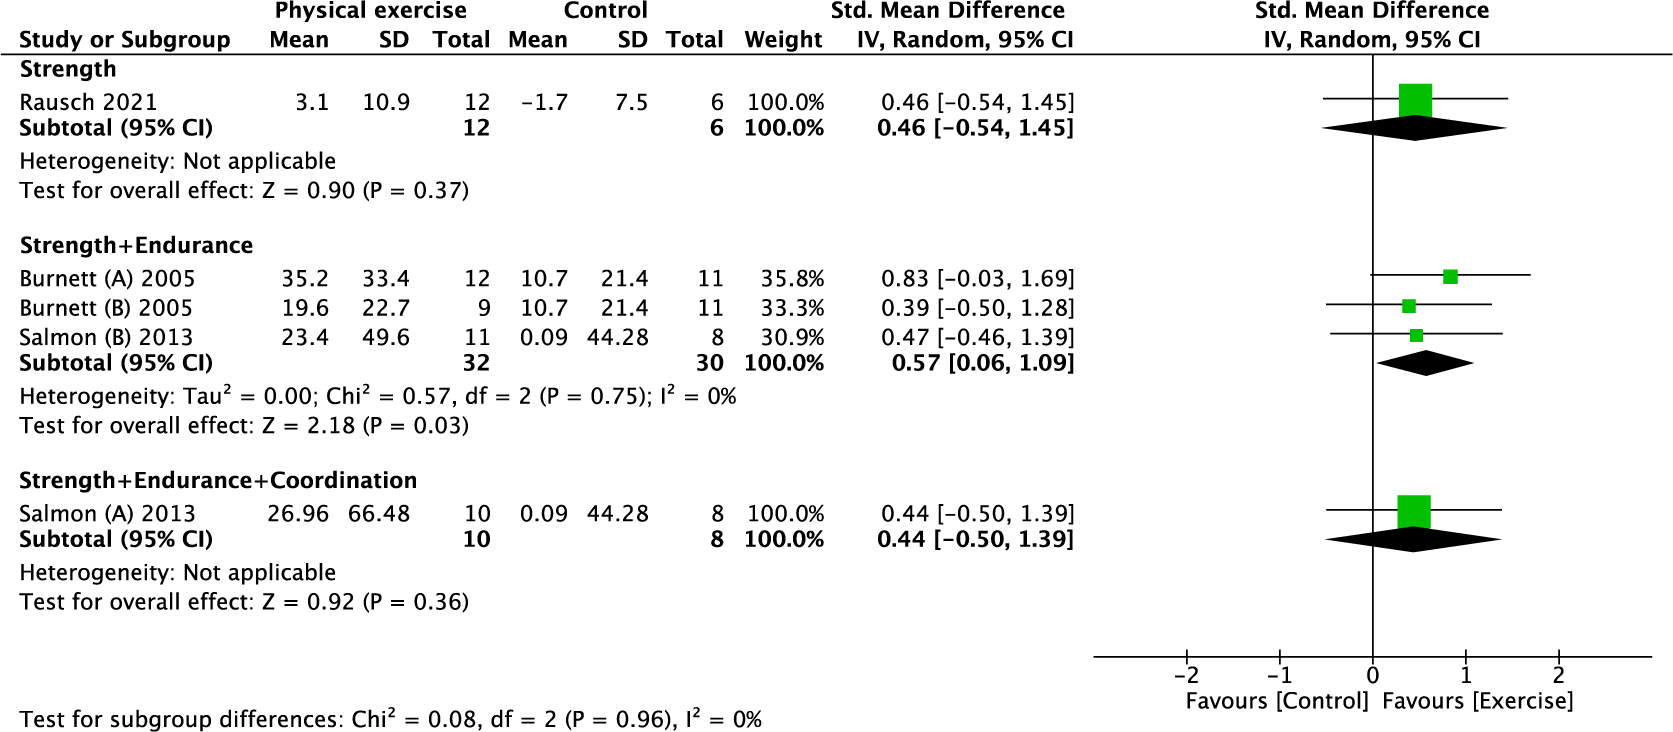 Physical exercise Control Std. Mean Difference Std. Mean Difference
Study or Subgroup Mean SD Total Mean SD Total Weight IV, Random, 95% CI IV, Random, 95% CI
Strength
Rausch 2021 3.1 10.9 12 −1.7 7.5 6 100.0% 0.46 [−0.54, 1.45]
Subtotal (95% CI) 12 6 100.0% 0.46 [−0.54, 1.45]
Heterogeneity: Not applicable
Test for overall effect: Z = 0.90 (P = 0.37)
Strength+Endurance
Burnett (A) 2005 35.2 33.4 12 10.7 21.4 11 35.8% 0.83 [−0.03, 1.69]
Burnett (B) 2005 19.6 22.7 9 10.7 21.4 11 33.3% 0.39 [−0.50, 1.28]
Salmon (B) 2013 23.4 49.6 11 0.09 44.28 8 30.9% 0.47 [−0.46, 1.39]
Subtotal (95% CI) 32 30 100.0% 0.57 [0.06, 1.09]
Heterogeneity: Tau² = 0.00; Chi² = 0.57, df = 2 (P = 0.75); I² = 0%
Test for overall effect: Z = 2.18 (P = 0.03)
Strength+Endurance+Coordination
Salmon (A) 2013 26.96 66.48 10 0.09 44.28 8 100.0% 0.44 [−0.50, 1.39]
Subtotal (95% CI) 10 8 100.0% 0.44 [−0.50, 1.39]
Heterogeneity: Not applicable
Test for overall effect: Z = 0.92 (P = 0.36)
−2 −1 0 1 2
Favours [Control] Favours [Exercise]
Test for subgroup differences: Chi² = 0.08, df = 2 (P = 0.96), I² = 0%